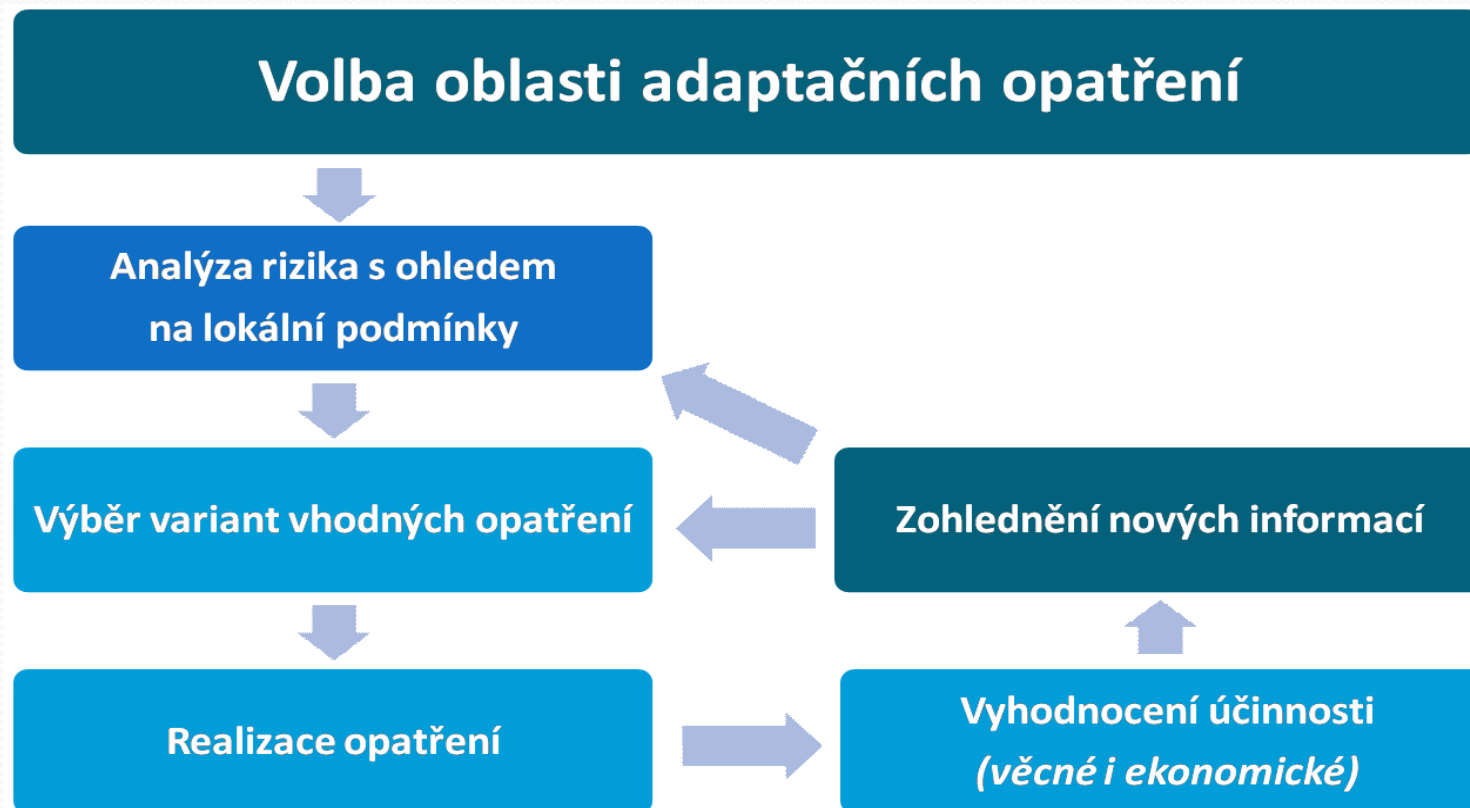 Volba oblasti adaptačních opatření
Analýza rizika s ohledem
na lokální podmínky
Výběr variant vhodných opatření
Zohlednění nových informací
Realizace opatření
Vyhodnocení účinnosti
(věcné i ekonomické)